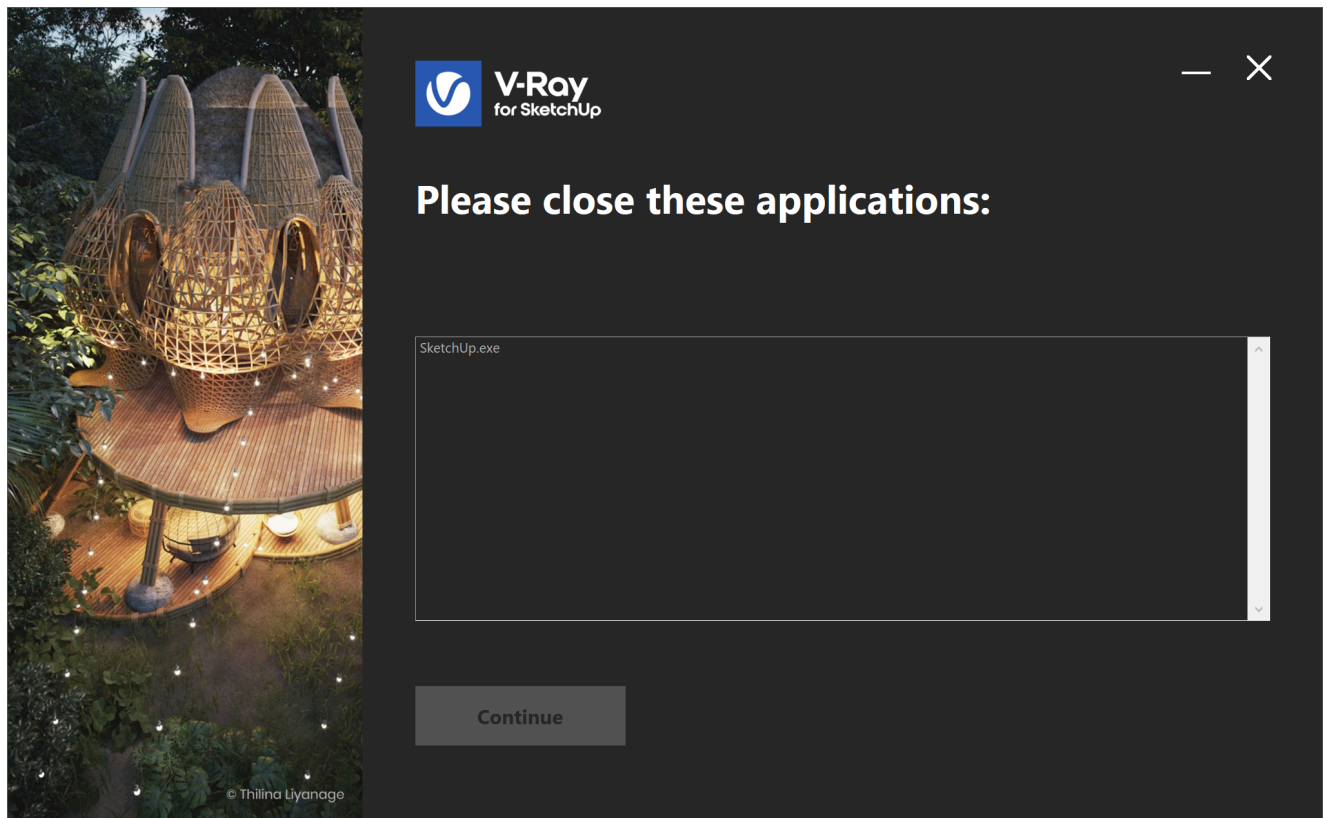 V-Ray
for SketchUp
Please close these applications:
SketchUp.exe
Continue
© Thilina Liyanage